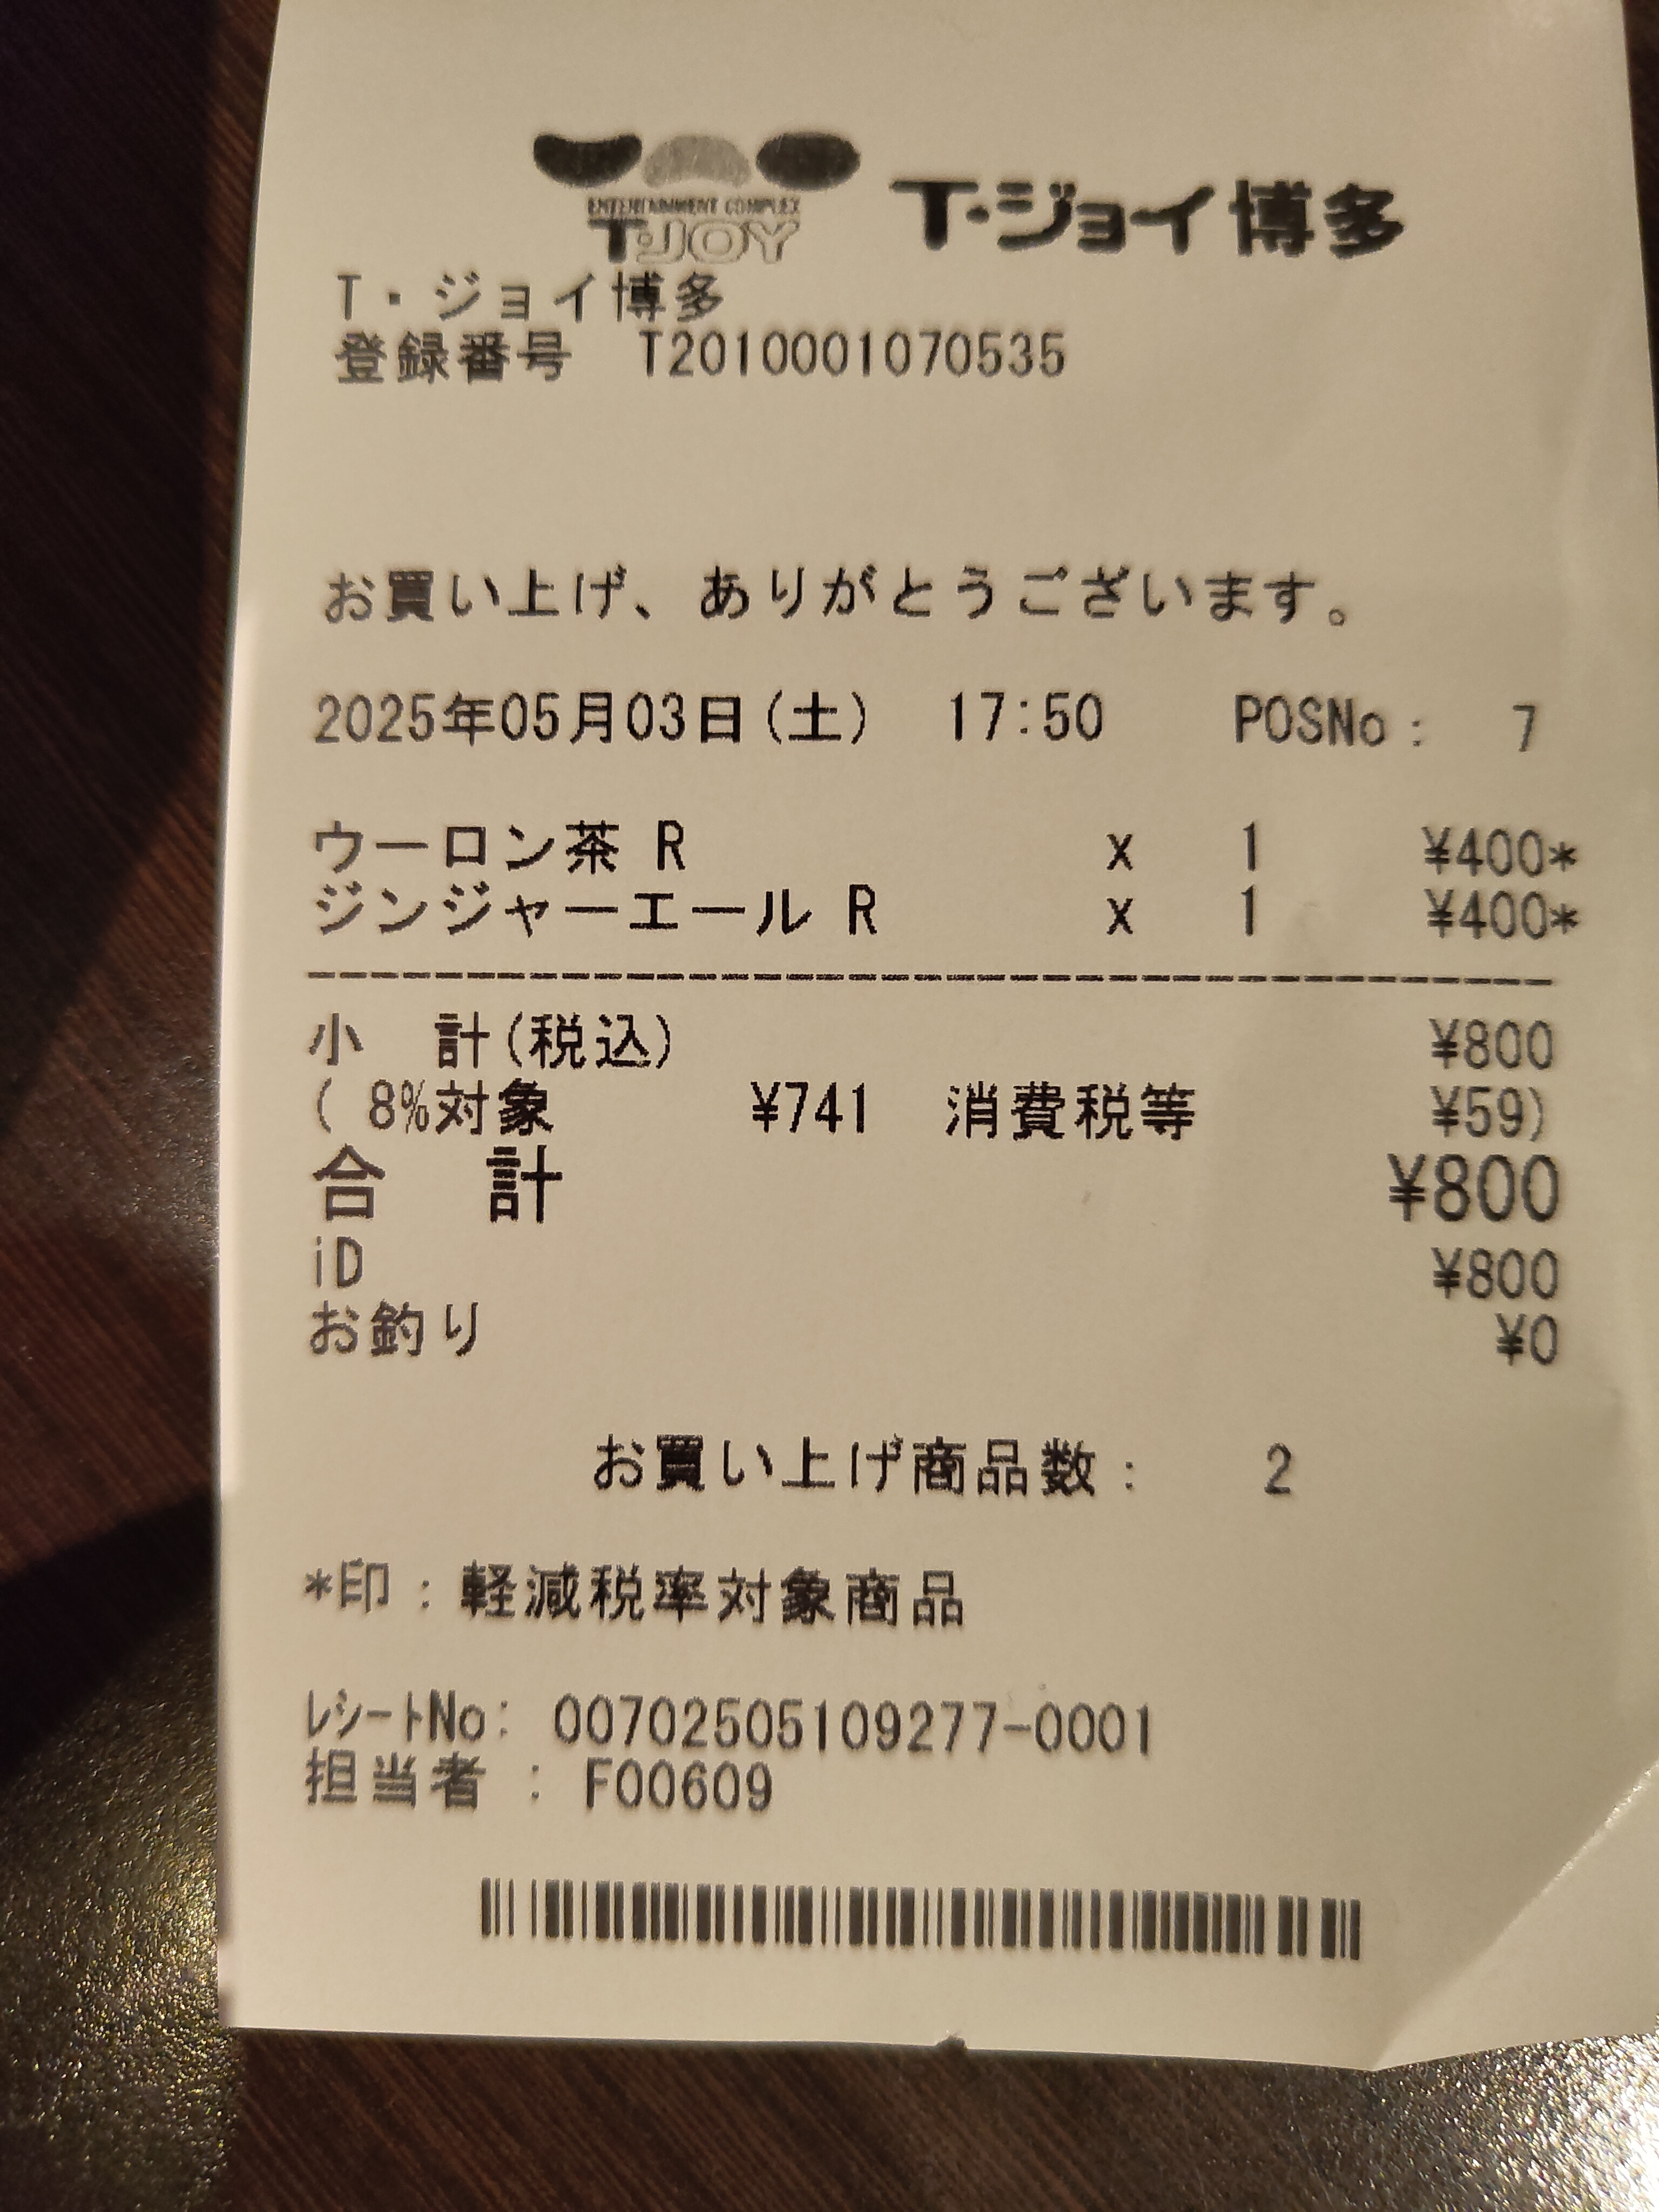 ENTERTAINMENT COMPLEX
T・JOY
T・ジョイ博多
T・ジョイ博多
登録番号 T2010001070535
お買い上げ、ありがとうございます。
2025年05月03日(土) 17:50 POSNo: 7
ウーロン茶 R x 1 ¥400*
ジンジャーエール R x 1 ¥400*
小 計(税込) ¥800
( 8%対象 ¥741 消費税等 ¥59)
合 計 ¥800
iD ¥800
お釣り ¥0
お買い上げ商品数: 2
*印:軽減税率対象商品
ﾚｼｰﾄNo: 00702505109277-0001
担当者 : F00609